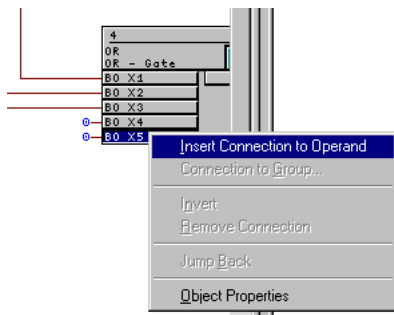 4
OR
OR - Gate
BO X1
BO X2
BO X3
0 BO X4
0 BO X5
Insert Connection to Operand
Connection to Group...
Invert
Remove Connection
Jump Back
Object Properties